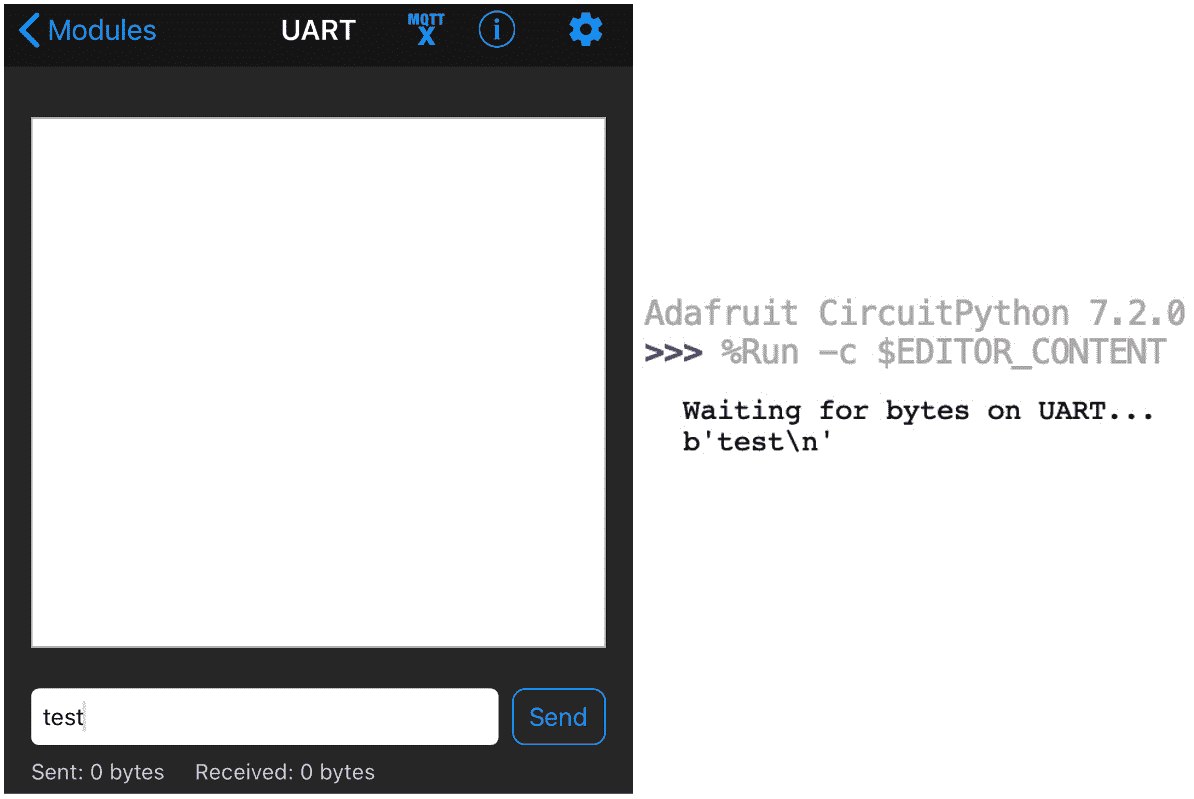 Modules UART MQTT X i
test Send
Sent: 0 bytes Received: 0 bytes
Adafruit CircuitPython 7.2.0
>>> %Run -c $EDITOR_CONTENT
Waiting for bytes on UART...
b'test\n'